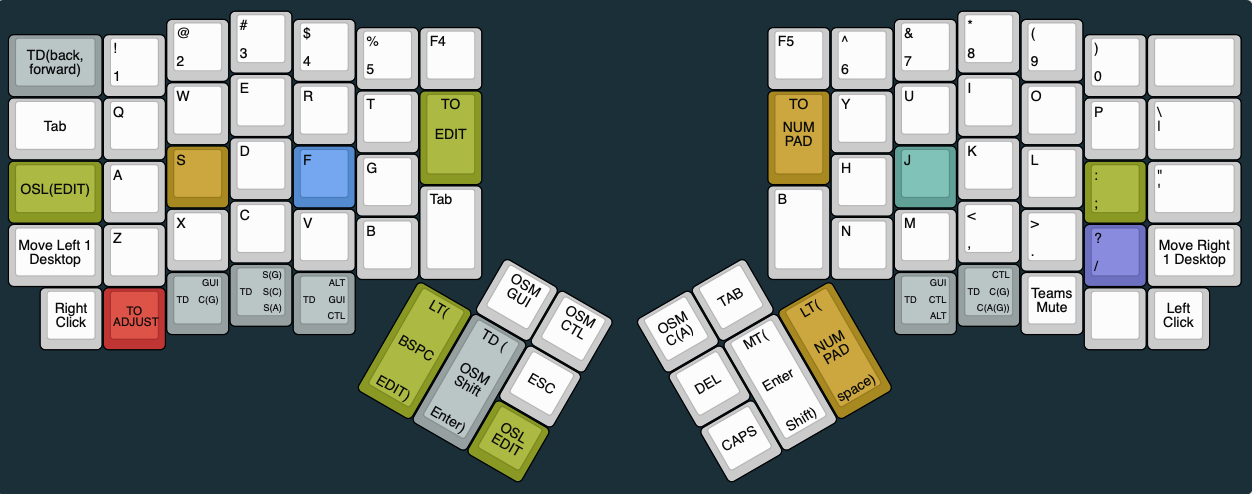 TD(back,
forward)
!
1
@
2
#
3
$
4
%
5
F4
F5
^
6
&
7
*
8
(
9
)
0
Tab
Q
W
E
R
T
TO
EDIT
TO
NUM
PAD
Y
U
I
O
P
\
|
OSL(EDIT)
A
S
D
F
G
H
J
K
L
:
;
"
'
Move Left 1
Desktop
Z
X
C
V
B
Tab
B
N
M
<
,
>
.
?
/
Move Right
1 Desktop
Right
Click
TO
ADJUST
GUI
TD C(G)
S(G)
TD S(C)
S(A)
ALT
TD GUI
CTL
GUI
TD CTL
ALT
CTL
TD C(G)
C(A(G))
Teams
Mute
Left
Click
LT(
BSPC
EDIT)
TD (
OSM
Shift
Enter)
OSM
GUI
OSM
CTL
ESC
OSL
EDIT
OSM
C(A)
TAB
DEL
CAPS
MT(
Enter
Shift)
LT(
NUM
PAD
space)